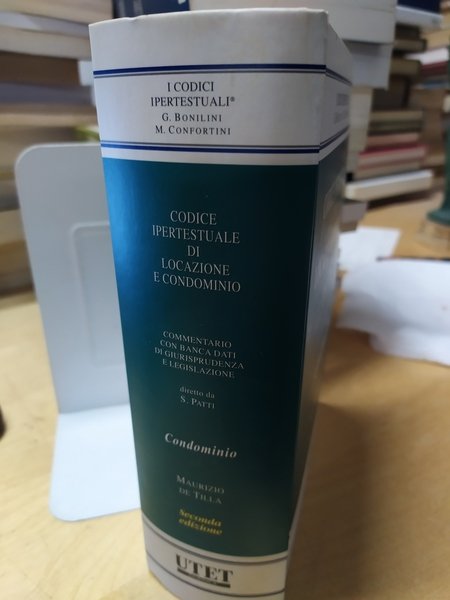 I CODICI
IPERTESTUALI®
G. BONILINI
M. CONFORTINI
CODICE
IPERTESTUALE
DI
LOCAZIONE
E CONDOMINIO
COMMENTARIO
CON BANCA DATI
DI GIURISPRUDENZA
E LEGISLAZIONE
diretto da
S. PATTI
Condominio
MAURIZIO
DE TILLA
Seconda
edizione
UTET